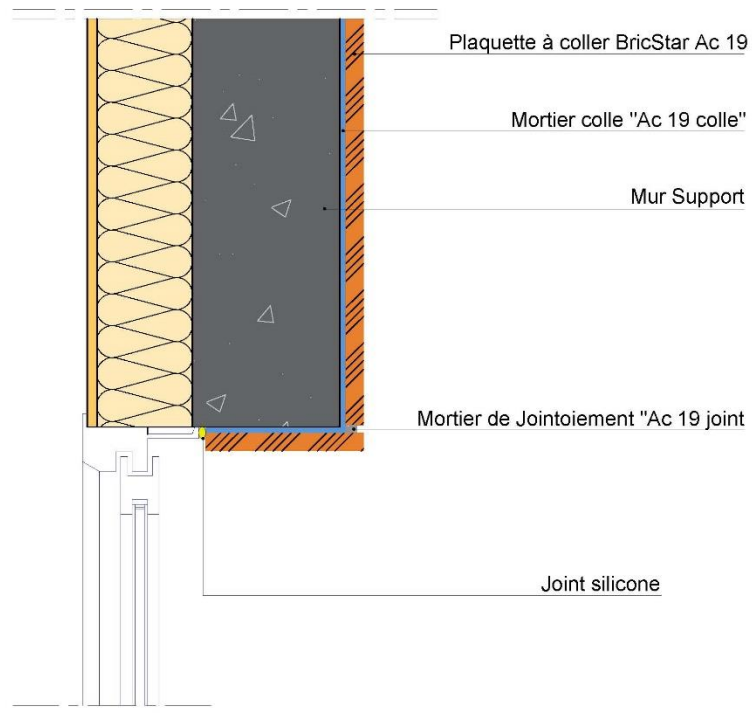 Plaquette à coller BricStar Ac 19
Mortier colle "Ac 19 colle"
Mur Support
Mortier de Jointoiement "Ac 19 joint
Joint silicone